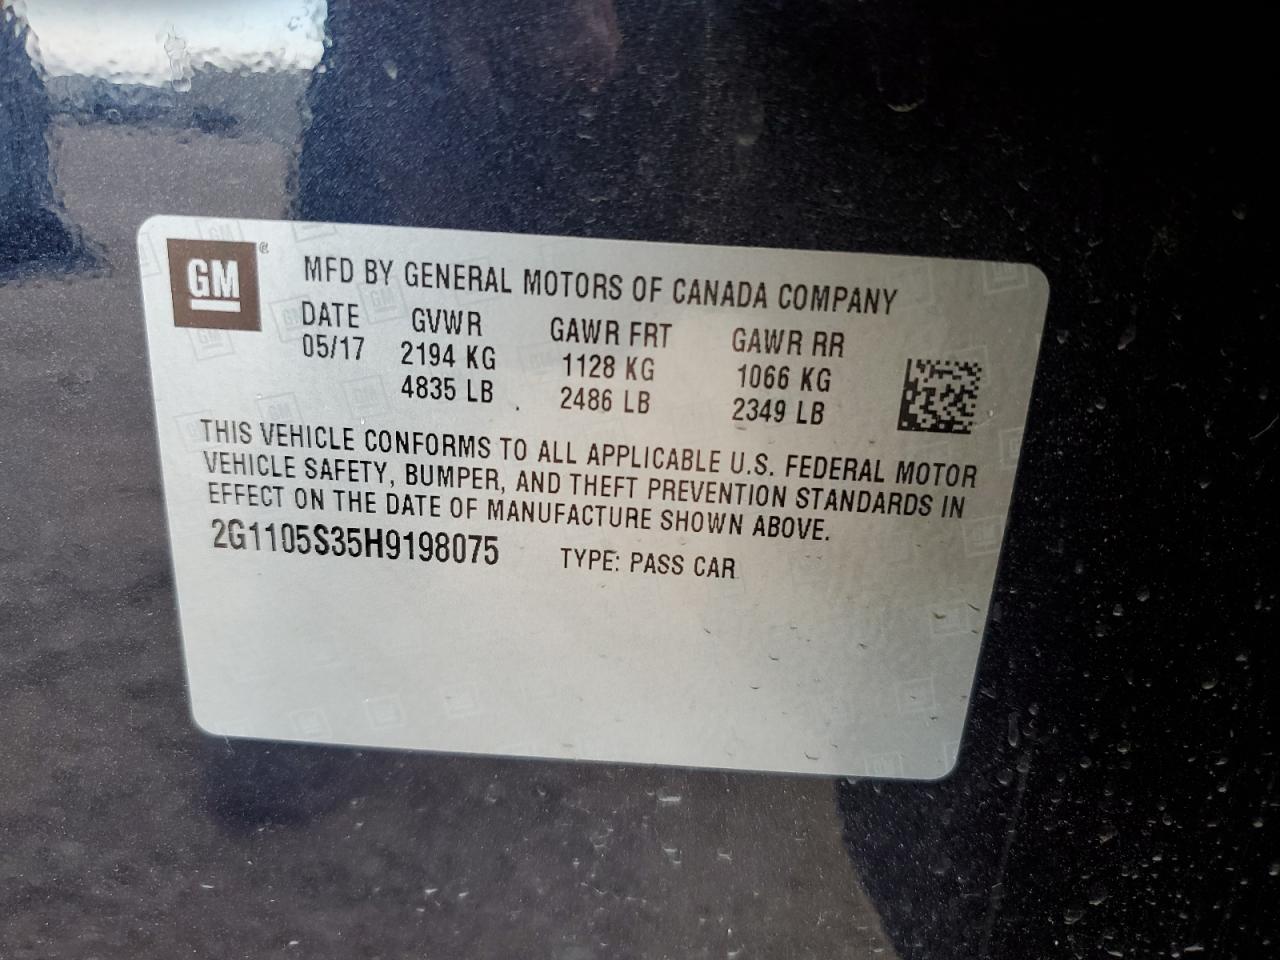 GM ®
MFD BY GENERAL MOTORS OF CANADA COMPANY
DATE GVWR GAWR FRT GAWR RR
05/17 2194 KG 1128 KG 1066 KG
4835 LB 2486 LB 2349 LB
THIS VEHICLE CONFORMS TO ALL APPLICABLE U.S. FEDERAL MOTOR
VEHICLE SAFETY, BUMPER, AND THEFT PREVENTION STANDARDS IN
EFFECT ON THE DATE OF MANUFACTURE SHOWN ABOVE.
2G1105S35H9198075 TYPE: PASS CAR